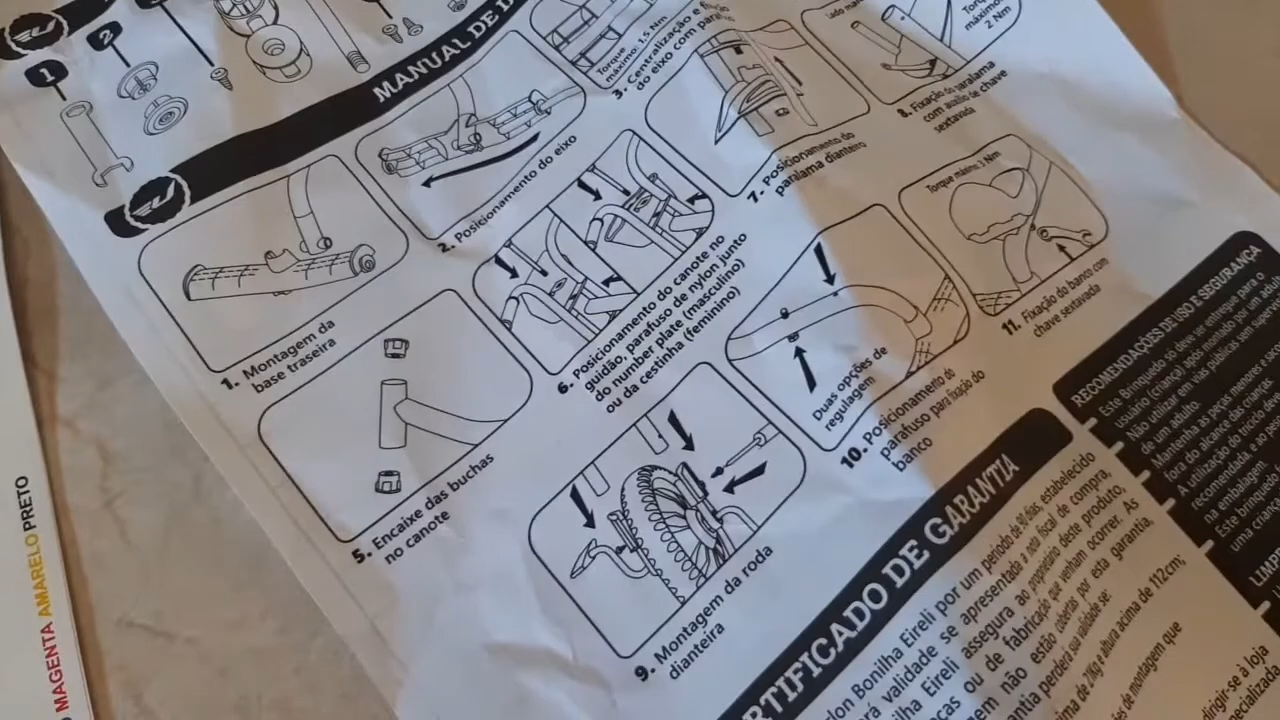 1
2
MANUAL DE
Torque
máximo: 1,5 Nm
3. Centralização e
do eixo com
Lado
Torque
máximo:
2 Nm
1. Montagem da
base traseira
2. Posicionamento do eixo
7. Posicionamento do
paralama dianteiro
8. Fixação do paralama
com auxílio de chave
sextavada
5. Encaixe das buchas
no canote
6. Posicionamento do canote no
guidão, parafuso de nylon junto
do number plate (masculino)
ou da cestinha (feminino)
Duas opções de
regulagem
10. Posicionamento do
parafuso para fixação do
banco
Torque máximo: 3 Nm
11. Fixação do banco com
chave sextavada
9. Montagem da roda
dianteira
RTIFICADO DE GARANTIA
Bonilha Eireli por um período de 90 dias, estabelecido
validade se apresentada a nota fiscal de compra,
Eireli assegura ao proprietário deste produto,
ou de fabricação que venham ocorrer. As
não estão cobertas por esta garantia,
perderá sua validade se:
de 21Kg e altura acima de 112cm;
de montagem que
dirigir-se à loja
RECOMENDAÇÕES DE USO E SEGURANÇA
Este Brinquedo só deve ser entregue para o
usuário (criança) após montado por um
Não utilizar em vias públicas sem
de um adulto.
Mantenha as peças menores e
fora do alcance das crianças.
A utilização do triciclo
recomendada, e ao
na embalagem.
Este brinquedo
uma criança
MAGENTA AMARELO PRETO